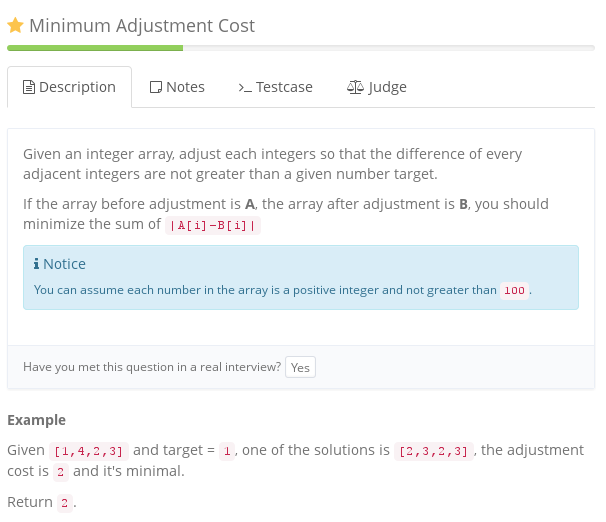 Minimum Adjustment Cost
Description Notes Testcase Judge
Given an integer array, adjust each integers so that the difference of every
adjacent integers are not greater than a given number target.
If the array before adjustment is A, the array after adjustment is B, you should
minimize the sum of |A[i]-B[i]|
Notice
You can assume each number in the array is a positive integer and not greater than 100.
Have you met this question in a real interview? Yes
Example
Given [1,4,2,3] and target = 1, one of the solutions is [2,3,2,3], the adjustment
cost is 2 and it's minimal.
Return 2.